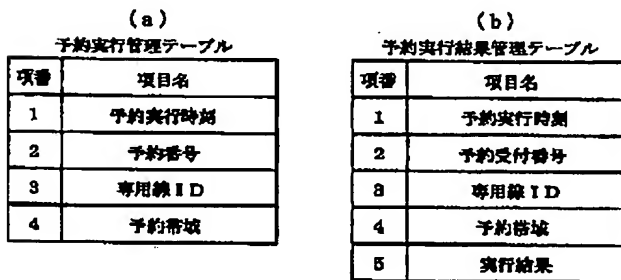 (a)
予約実行管理テーブル
項番 項目名
1 予約実行時刻
2 予約番号
3 専用線ID
4 予約帯域
(b)
予約実行結果管理テーブル
項番 項目名
1 予約実行時刻
2 予約受付番号
3 専用線ID
4 予約帯域
5 実行結果